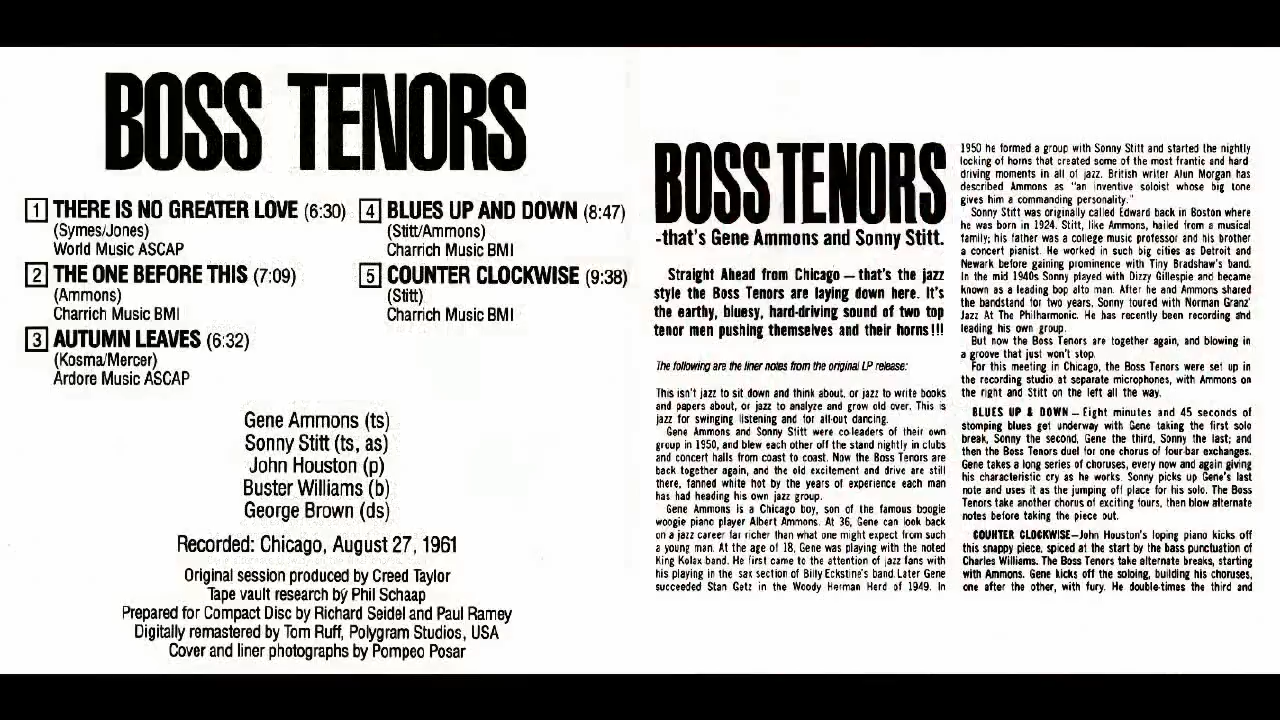 BOSS TENORS
1 THERE IS NO GREATER LOVE (6:30)
(Symes/Jones)
World Music ASCAP
2 THE ONE BEFORE THIS (7:09)
(Ammons)
Charrich Music BMI
3 AUTUMN LEAVES (6:32)
(Kosma/Mercer)
Ardore Music ASCAP
4 BLUES UP AND DOWN (8:47)
(Stitt/Ammons)
Charrich Music BMI
5 COUNTER CLOCKWISE (9:38)
(Stitt)
Charrich Music BMI
Gene Ammons (ts)
Sonny Stitt (ts, as)
John Houston (p)
Buster Williams (b)
George Brown (ds)
Recorded: Chicago, August 27, 1961
Original session produced by Creed Taylor
Tape vault research by Phil Schaap
Prepared for Compact Disc by Richard Seidel and Paul Ramey
Digitally remastered by Tom Ruff, Polygram Studios, USA
Cover and liner photographs by Pompeo Posar
BOSS TENORS
-that's Gene Ammons and Sonny Stitt.
Straight Ahead from Chicago — that's the jazz
style the Boss Tenors are laying down here. It's
the earthy, bluesy, hard-driving sound of two top
tenor men pushing themselves and their horns!!!
The following are the liner notes from the original LP release:
This isn't jazz to sit down and think about, or jazz to write books
and papers about, or jazz to analyze and grow old over. This is
jazz for swinging listening and for all-out dancing.
Gene Ammons and Sonny Stitt were co-leaders of their own
group in 1950, and blew each other off the stand nightly in clubs
and concert halls from coast to coast. Now the Boss Tenors are
back together again, and the old excitement and drive are still
there, fanned white hot by the years of experience each man
has had heading his own jazz group.
Gene Ammons is a Chicago boy, son of the famous boogie
woogie piano player Albert Ammons. At 36, Gene can look back
on a jazz career far richer than what one might expect from such
a young man. At the age of 18, Gene was playing with the noted
King Kolax band. He first came to the attention of jazz fans with
his playing in the sax section of Billy Eckstine's band. Later Gene
succeeded Stan Getz in the Woody Herman Herd of 1949. In
1950 he formed a group with Sonny Stitt and started the nightly
locking of horns that created some of the most frantic and hard
driving moments in all of jazz. British writer Alun Morgan has
described Ammons as "an inventive soloist whose big tone
gives him a commanding personality."
Sonny Stitt was originally called Edward back in Boston where
he was born in 1924. Stitt, like Ammons, hailed from a musical
family; his father was a college music professor and his brother
a concert pianist. He worked in such big cities as Detroit and
Newark before gaining prominence with Tiny Bradshaw's band.
In the mid 1940s Sonny played with Dizzy Gillespie and became
known as a leading bop alto man. After he and Ammons shared
the bandstand for two years, Sonny toured with Norman Granz'
Jazz At The Philharmonic. He has recently been recording and
leading his own group.
But now the Boss Tenors are together again, and blowing in
a groove that just won't stop.
For this meeting in Chicago, the Boss Tenors were set up in
the recording studio at separate microphones, with Ammons on
the right and Stitt on the left all the way.
BLUES UP & DOWN — Eight minutes and 45 seconds of
stomping blues get underway with Gene taking the first solo
break, Sonny the second, Gene the third, Sonny the last; and
then the Boss Tenors duel for one chorus of four-bar exchanges.
Gene takes a long series of choruses, every now and again giving
his characteristic cry as he works. Sonny picks up Gene's last
note and uses it as the jumping off place for his solo. The Boss
Tenors take another chorus of exciting fours, then blow alternate
notes before taking the piece out.
COUNTER CLOCKWISE—John Houston's loping piano kicks off
this snappy piece, spiced at the start by the bass punctuation of
Charles Williams. The Boss Tenors take alternate breaks, starting
with Ammons. Gene kicks off the soloing, building his choruses,
one after the other, with fury. He double-times the third and